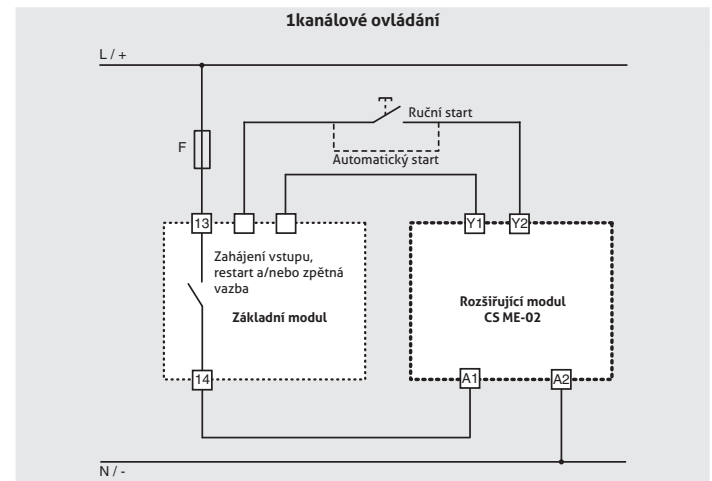 1kanálové ovládání
L / +
Ruční start
F
Automatický start
13
Y1
Y2
Zahájení vstupu,
restart a/nebo zpětná
vazba
Základní modul
Rozšiřující modul
CS ME-02
14
A1
A2
N / -